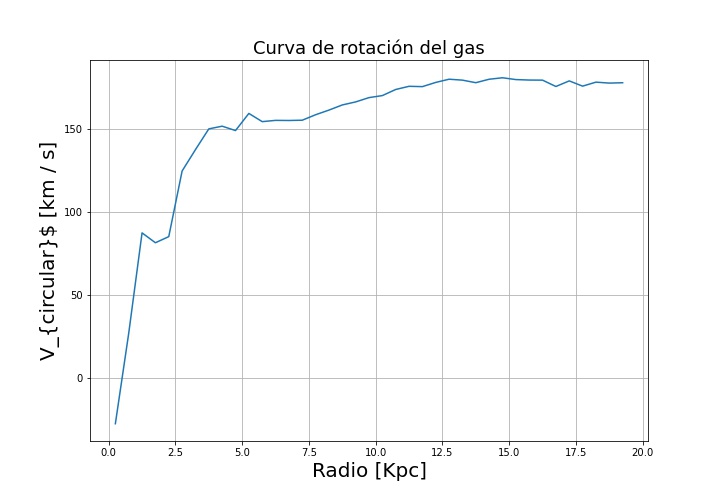 Curva de rotación del gas
V_{circular}$ [km / s]
150
100
50
0
0.0 2.5 5.0 7.5 10.0 12.5 15.0 17.5 20.0
Radio [Kpc]